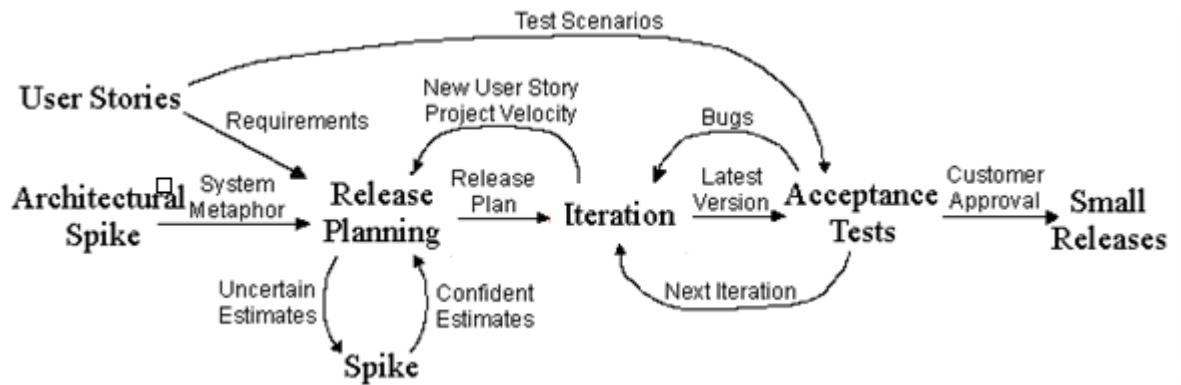 Test Scenarios
User Stories
New User Story
Project Velocity
Bugs
Requirements
Architectural
Spike
System
Metaphor
Release
Planning
Release
Plan
Iteration
Latest
Version
Acceptance
Tests
Customer
Approval
Small
Releases
Uncertain
Estimates
Confident
Estimates
Next Iteration
Spike